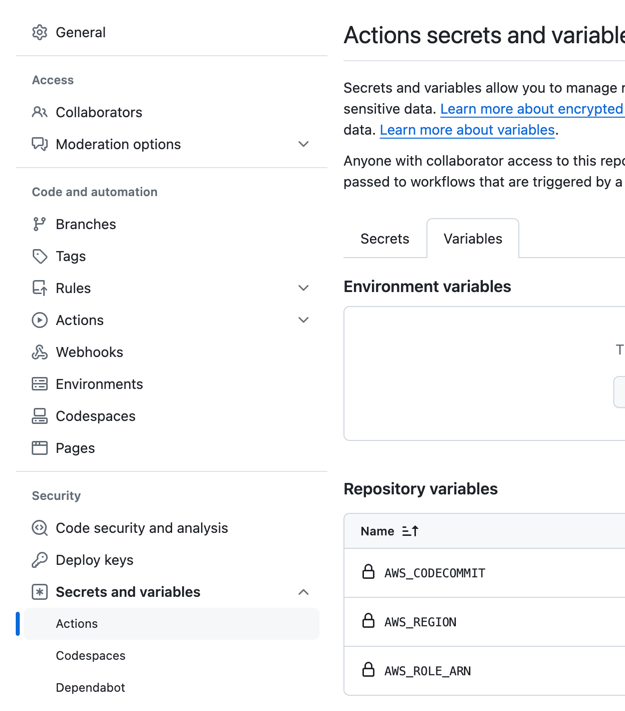 General
Access
Collaborators
Moderation options
Code and automation
Branches
Tags
Rules
Actions
Webhooks
Environments
Codespaces
Pages
Security
Code security and analysis
Deploy keys
Secrets and variables
Actions
Codespaces
Dependabot
Actions secrets and variable
Secrets and variables allow you to manage r
sensitive data. Learn more about encrypted
data. Learn more about variables.
Anyone with collaborator access to this repo
passed to workflows that are triggered by a
Secrets
Variables
Environment variables
T
Repository variables
Name
AWS_CODECOMMIT
AWS_REGION
AWS_ROLE_ARN